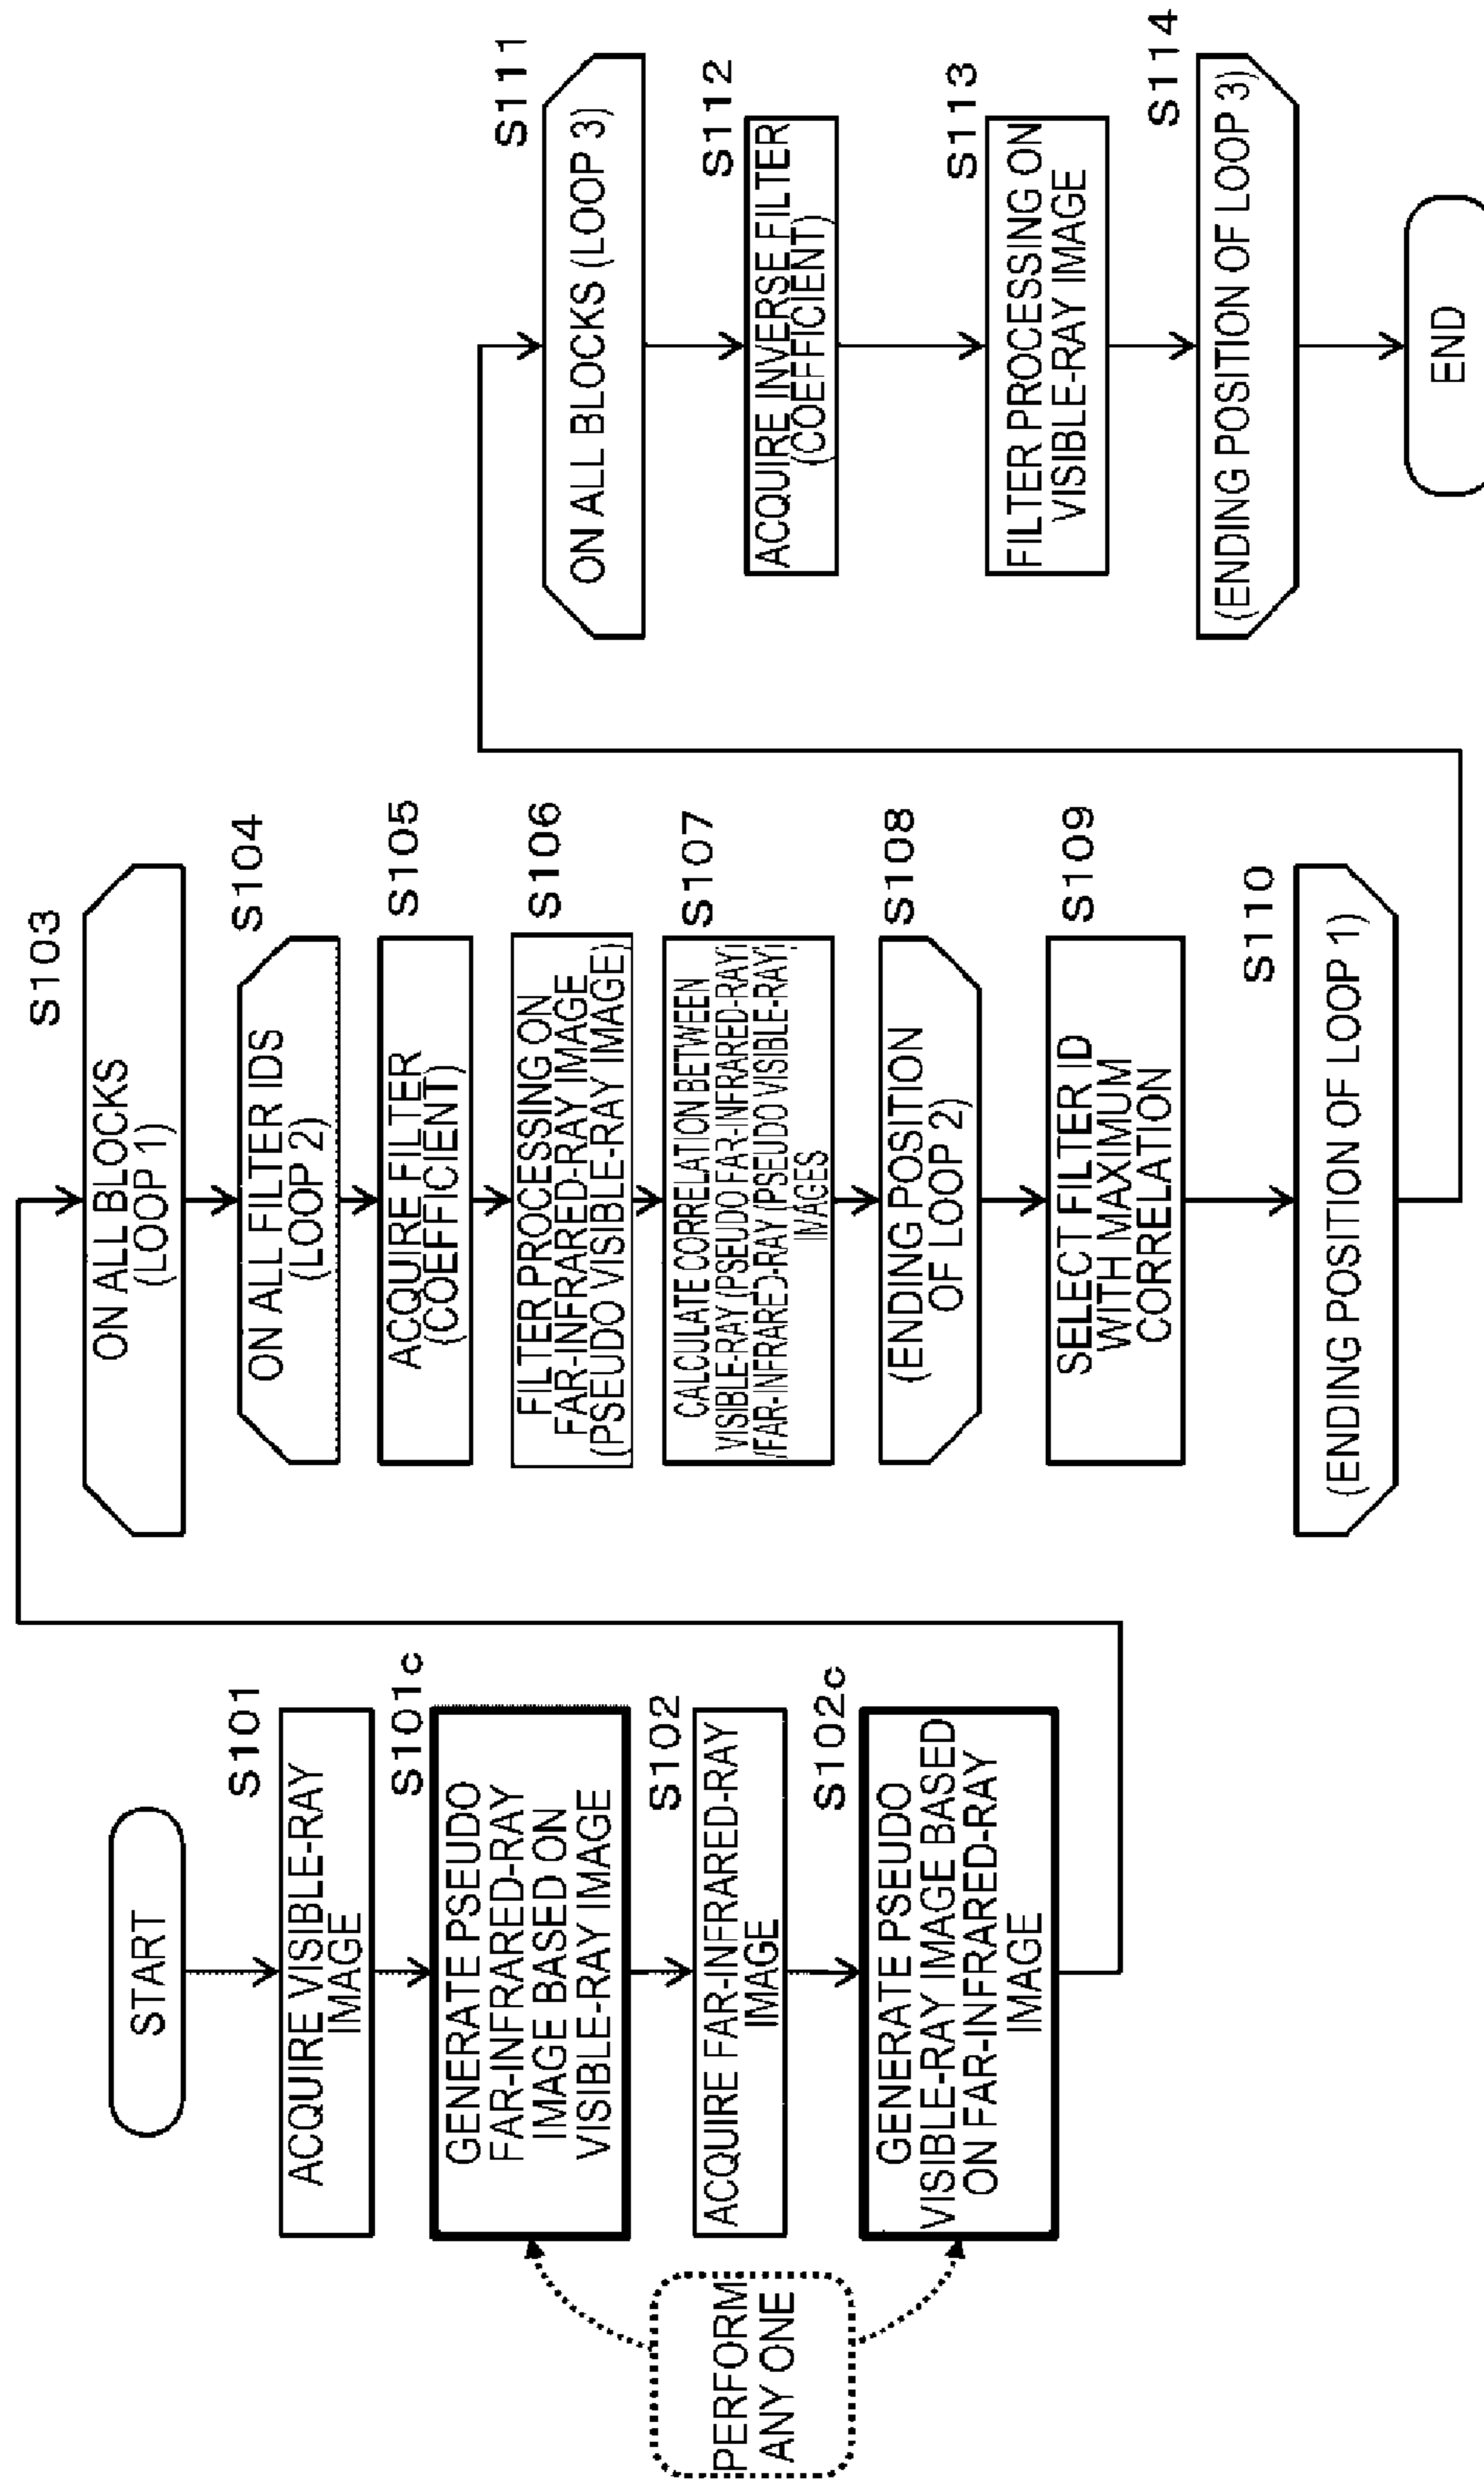 START
S101
ACQUIRE VISIBLE-RAY
IMAGE
S101c
GENERATE PSEUDO
FAR-INFRARED-RAY
IMAGE BASED ON
VISIBLE-RAY IMAGE
S102
ACQUIRE FAR-INFRARED-RAY
IMAGE
S102c
GENERATE PSEUDO
VISIBLE-RAY IMAGE BASED
ON FAR-INFRARED-RAY
IMAGE
PERFORM
ANY ONE
S103
ON ALL BLOCKS
(LOOP 1)
S104
ON ALL FILTER IDS
(LOOP 2)
S105
ACQUIRE FILTER
(COEFFICIENT)
S106
FILTER PROCESSING ON
FAR-INFRARED-RAY IMAGE
(PSEUDO VISIBLE-RAY IMAGE)
S107
CALCULATE CORRELATION BETWEEN
VISIBLE-RAY (PSEUDO FAR-INFRARED-RAY)
/FAR-INFRARED-RAY (PSEUDO VISIBLE-RAY)
IMAGES
S108
(ENDING POSITION
OF LOOP 2)
S109
SELECT FILTER ID
WITH MAXIMUM
CORRELATION
S110
(ENDING POSITION OF LOOP 1)
S111
ON ALL BLOCKS (LOOP 3)
S112
ACQUIRE INVERSE FILTER
(COEFFICIENT)
S113
FILTER PROCESSING ON
VISIBLE-RAY IMAGE
S114
(ENDING POSITION OF LOOP 3)
END